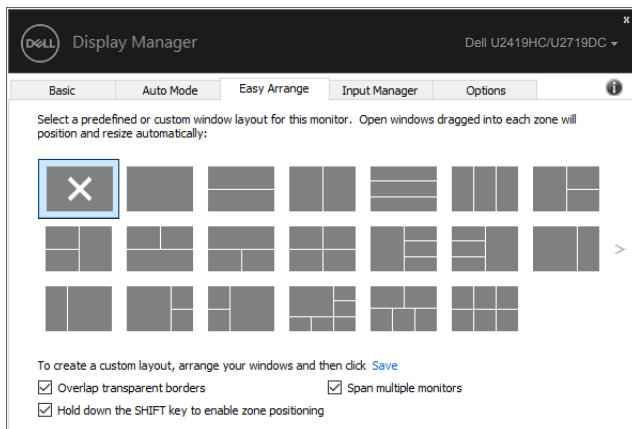 x
DELL Display Manager Dell U2419HC/U2719DC
Basic Auto Mode Easy Arrange Input Manager Options
Select a predefined or custom window layout for this monitor. Open windows dragged into each zone will
position and resize automatically:
To create a custom layout, arrange your windows and then click Save
Overlap transparent borders Span multiple monitors
Hold down the SHIFT key to enable zone positioning